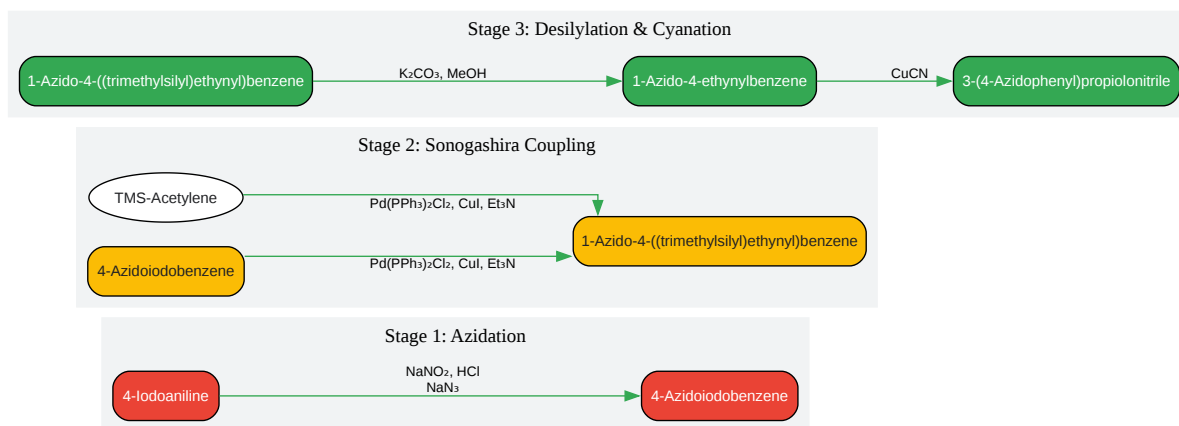 Stage 3: Desilylation & Cyanation
1-Azido-4-((trimethylsilyl)ethynyl)benzene
K₂CO₃, MeOH
1-Azido-4-ethynylbenzene
CuCN
3-(4-Azidophenyl)propiolonitrile
Stage 2: Sonogashira Coupling
TMS-Acetylene
Pd(PPh₃)₂Cl₂, CuI, Et₃N
1-Azido-4-((trimethylsilyl)ethynyl)benzene
4-Azidoiodobenzene
Pd(PPh₃)₂Cl₂, CuI, Et₃N
Stage 1: Azidation
4-Iodoaniline
NaNO₂, HCl
NaN₃
4-Azidoiodobenzene